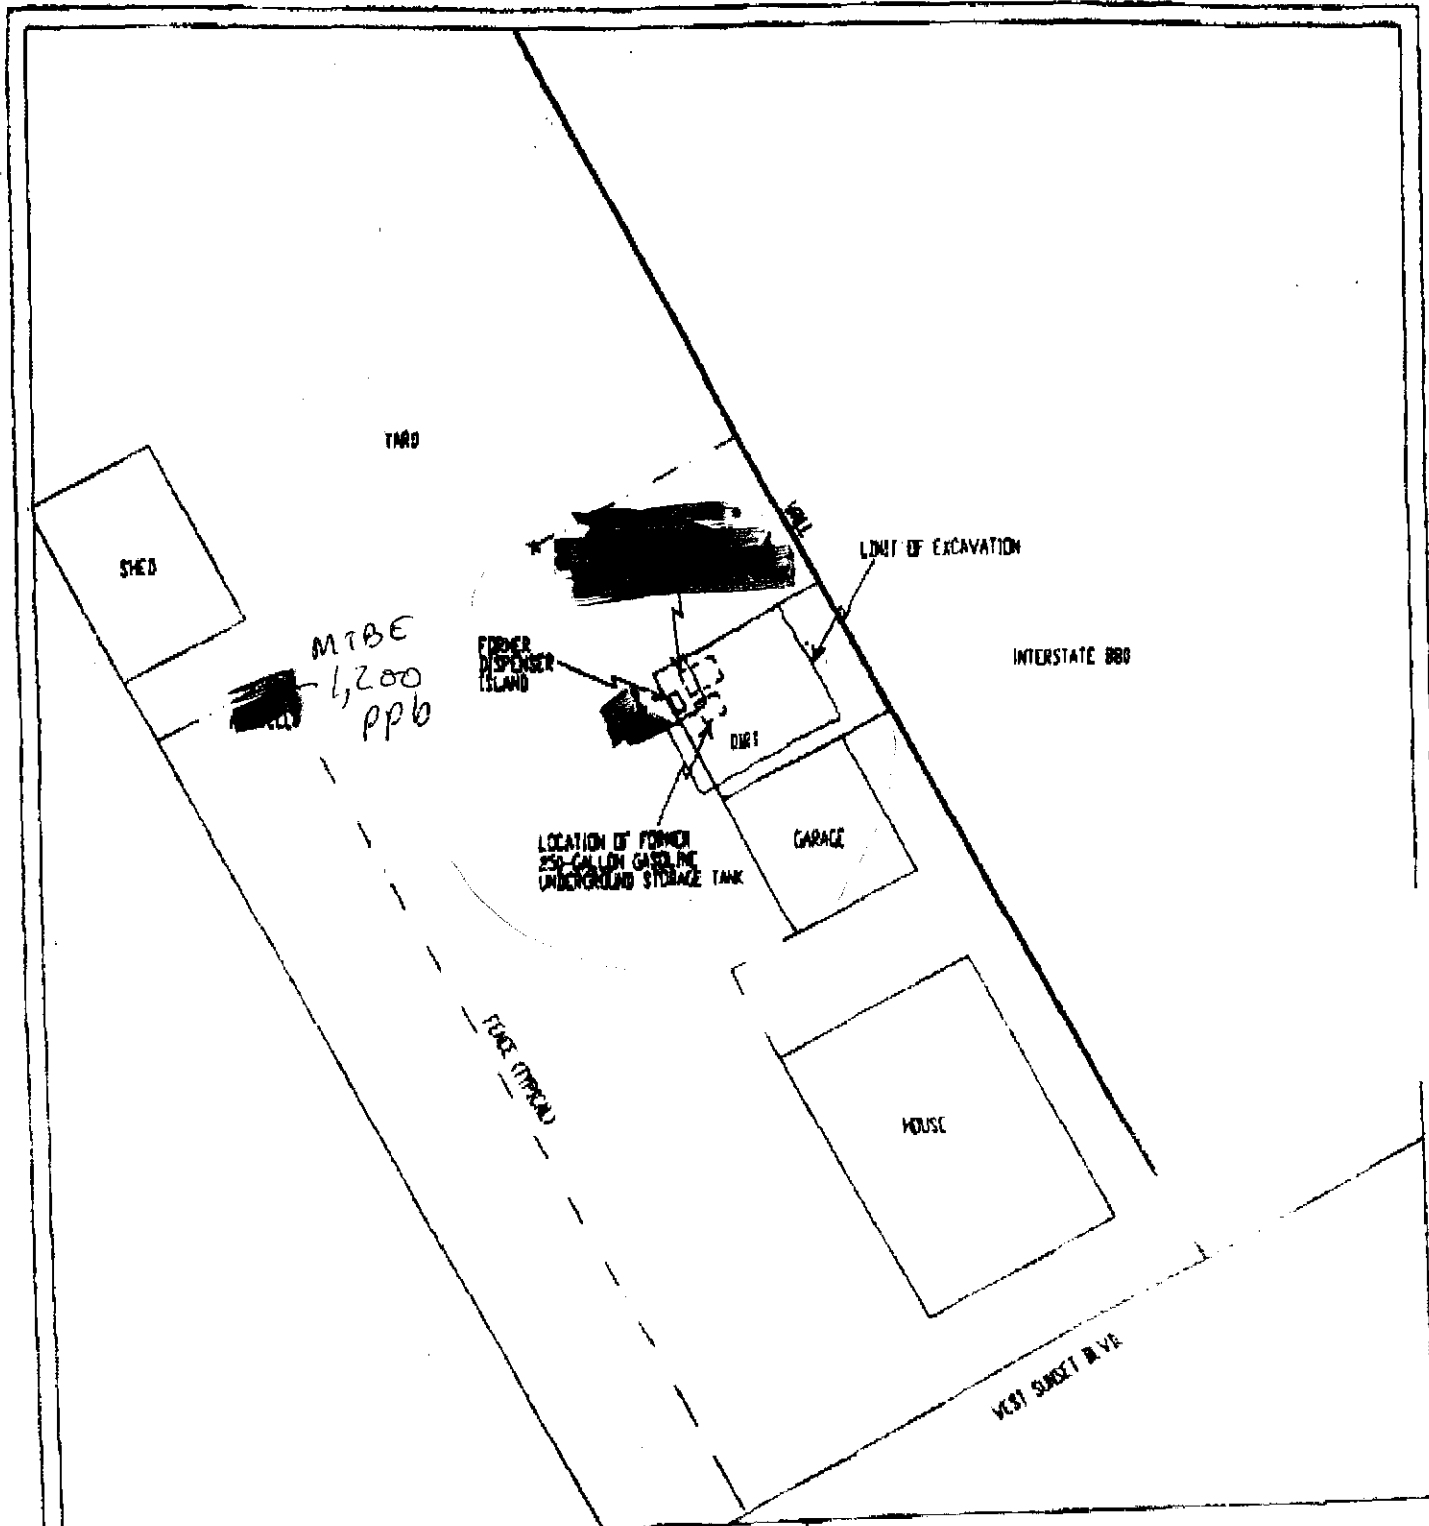 YARD
WALL
LIMIT OF EXCAVATION
SHED
MTBE
1,200
ppb
FORMER
DISPENSER
ISLAND
INTERSTATE 880
DIRT
GARAGE
LOCATION OF FORMER
250-GALLON GASOLINE
UNDERGROUND STORAGE TANK
FENCE (TYPICAL)
HOUSE
WEST SUNSET BLVD